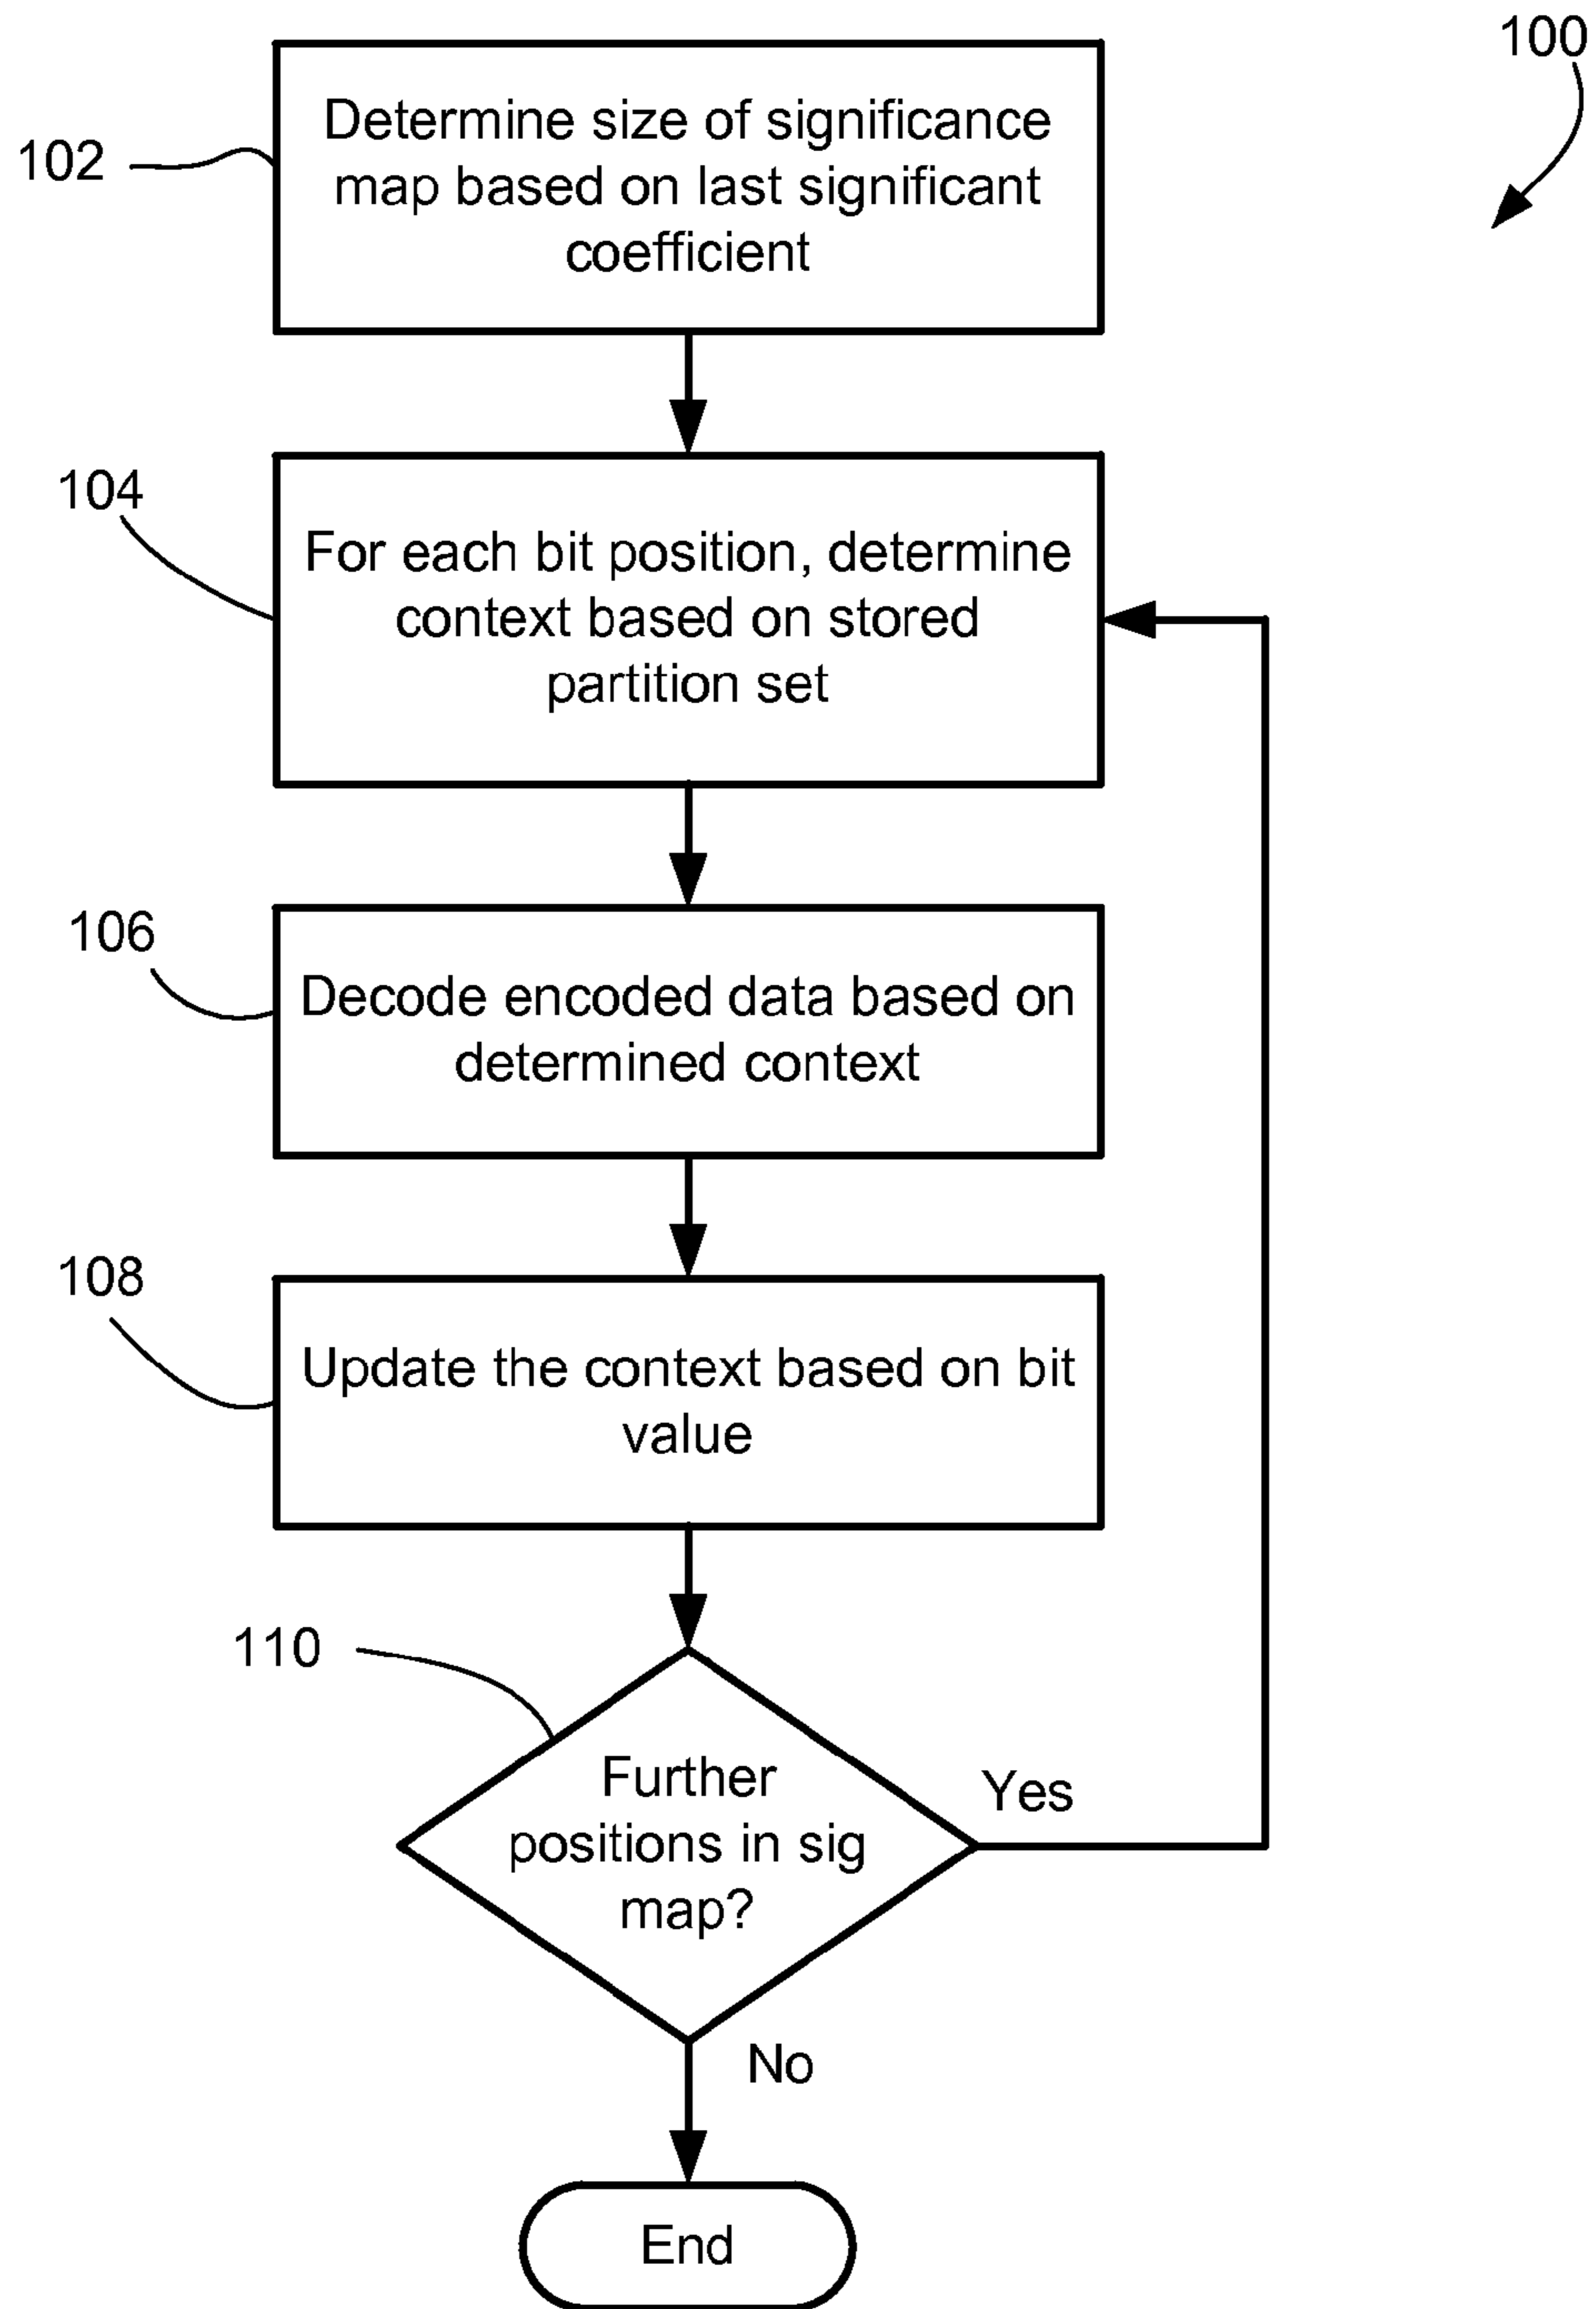 100
102
Determine size of significance
map based on last significant
coefficient
104
For each bit position, determine
context based on stored
partition set
106
Decode encoded data based on
determined context
108
Update the context based on bit
value
110
Further
positions in sig
map?
Yes
No
End